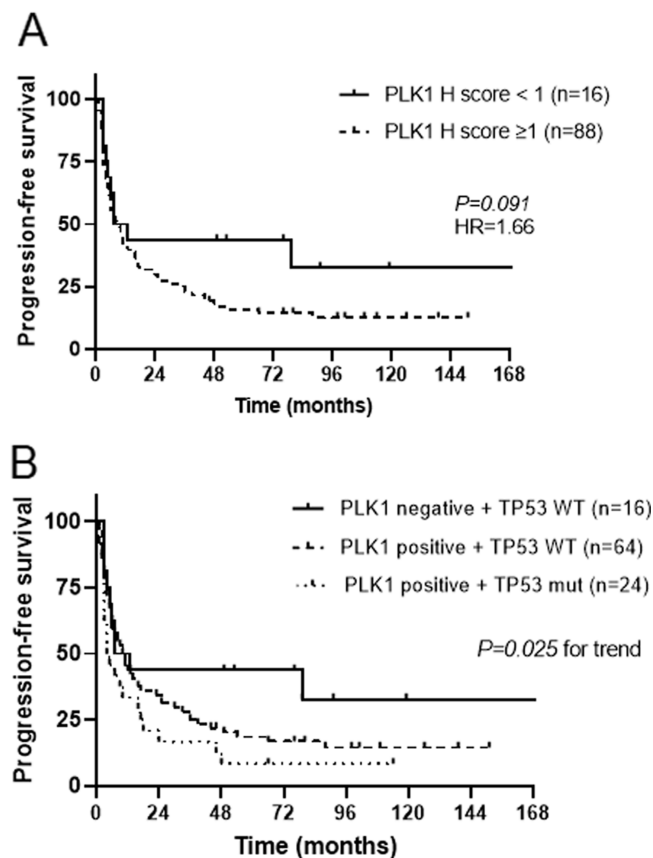 A
PLK1 H score < 1 (n=16)
PLK1 H score ≥1 (n=88)
P=0.091
HR=1.66
Progression-free survival
100
75
50
25
0
0 24 48 72 96 120 144 168
Time (months)
B
PLK1 negative + TP53 WT (n=16)
PLK1 positive + TP53 WT (n=64)
PLK1 positive + TP53 mut (n=24)
P=0.025 for trend
Progression-free survival
100
75
50
25
0
0 24 48 72 96 120 144 168
Time (months)